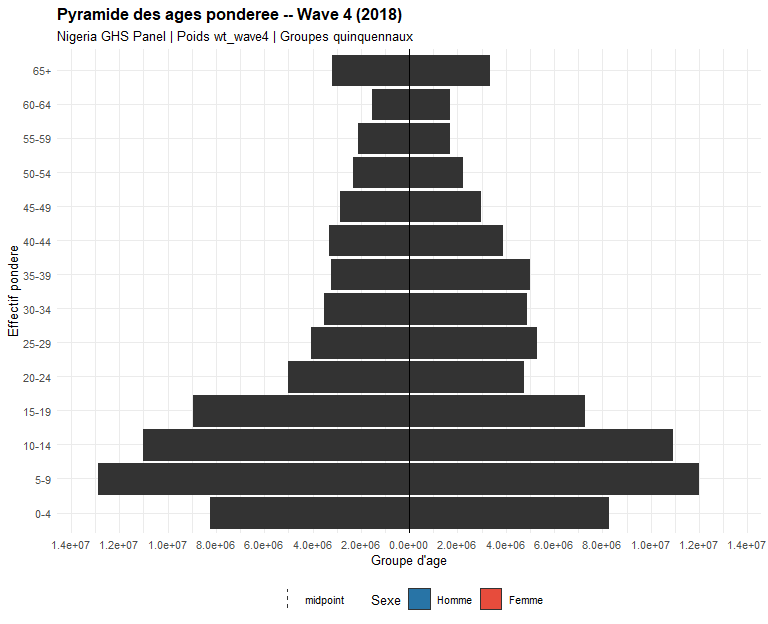 Pyramide des ages ponderee -- Wave 4 (2018)
Nigeria GHS Panel | Poids wt_wave4 | Groupes quinquennaux
65+
60-64
55-59
50-54
45-49
40-44
35-39
30-34
25-29
20-24
15-19
10-14
5-9
0-4
Effectif pondere
1.4e+07 1.2e+07 1.0e+07 8.0e+06 6.0e+06 4.0e+06 2.0e+06 0.0e+00 2.0e+06 4.0e+06 6.0e+06 8.0e+06 1.0e+07 1.2e+07 1.4e+07
Groupe d'age
midpoint Sexe Homme Femme